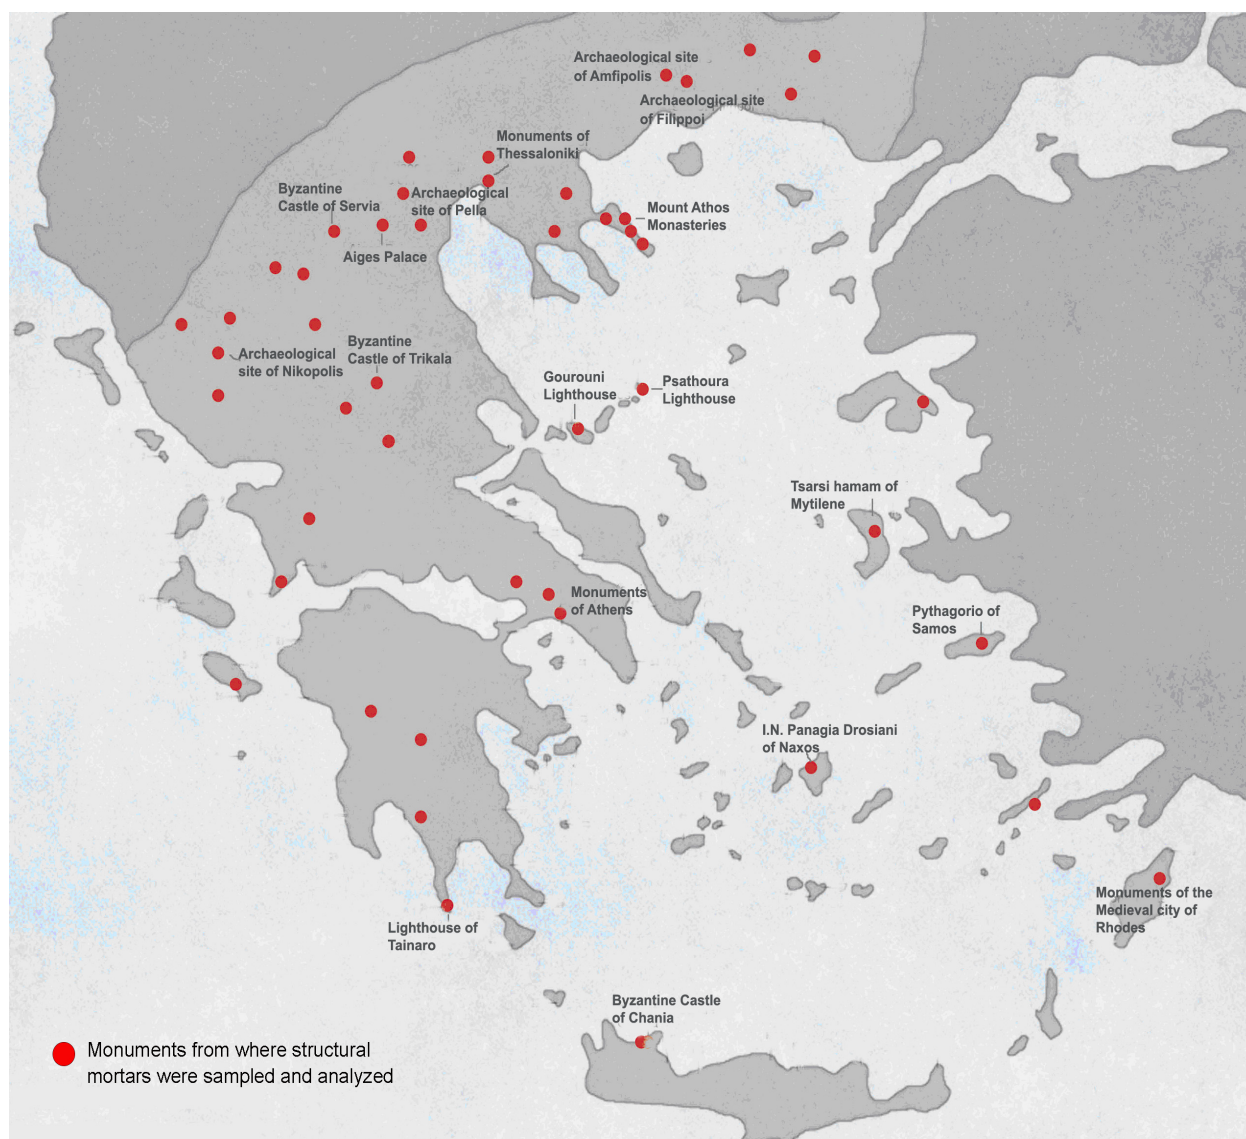 Archaeological site
of Amfipolis
Archaeological site
of Filippoi
Monuments of
Thessaloniki
Byzantine
Castle of Servia
Archaeological
site of Pella
Mount Athos
Monasteries
Aiges Palace
Archaeological
site of Nikopolis
Byzantine
Castle of Trikala
Gourouni
Lighthouse
Psathoura
Lighthouse
Tsarsi hamam of
Mytilene
Monuments
of Athens
Pythagorio of
Samos
I.N. Panagia Drosiani
of Naxos
Monuments of the
Medieval city of
Rhodes
Lighthouse of
Tainaro
Byzantine Castle
of Chania
Monuments from where structural
mortars were sampled and analyzed